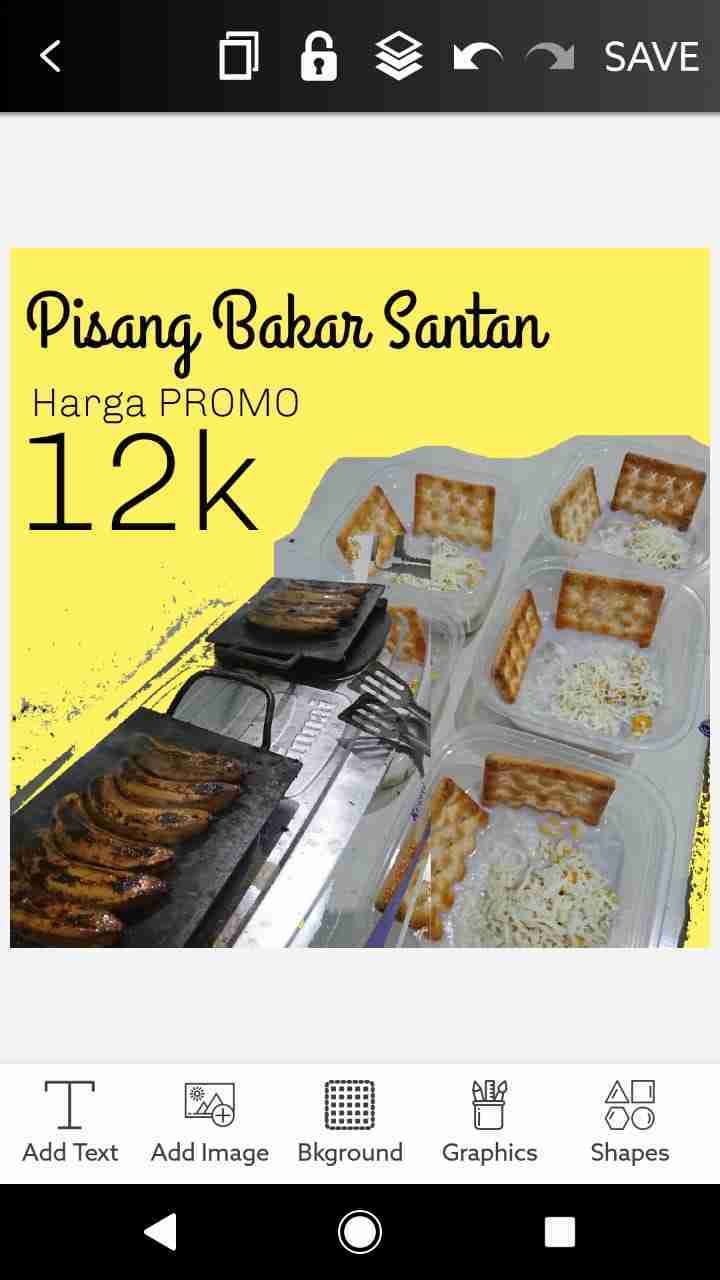 SAVE
Pisang Bakar Santan
Harga PROMO
12k
Add Text
Add Image
Bkground
Graphics
Shapes